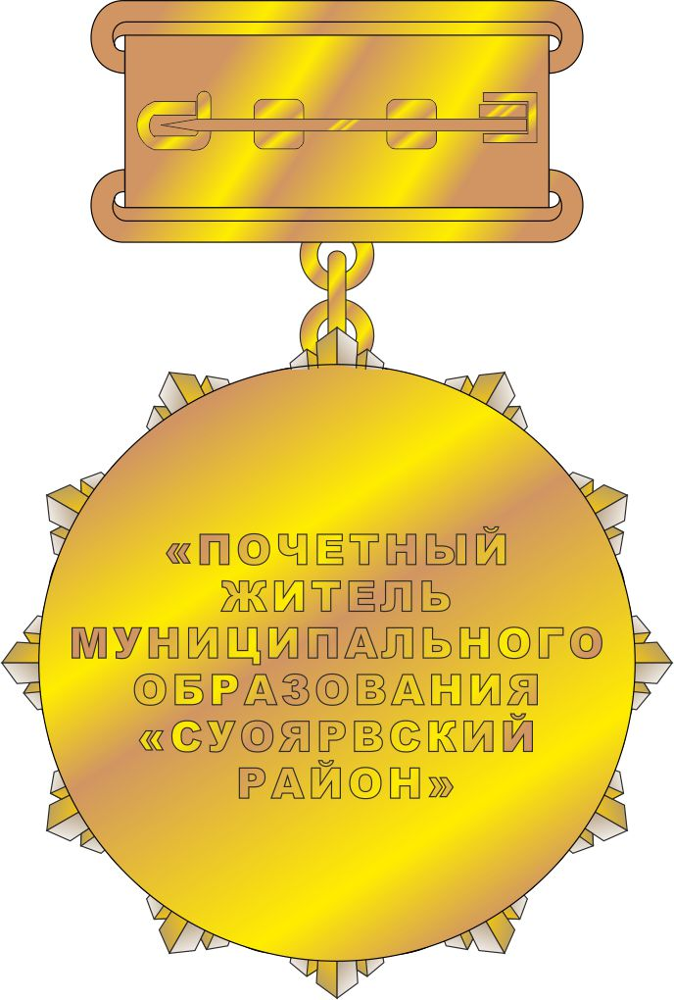 «ПОЧЕТНЫЙ
ЖИТЕЛЬ
МУНИЦИПАЛЬНОГО
ОБРАЗОВАНИЯ
«СУОЯРВСКИЙ
РАЙОН»